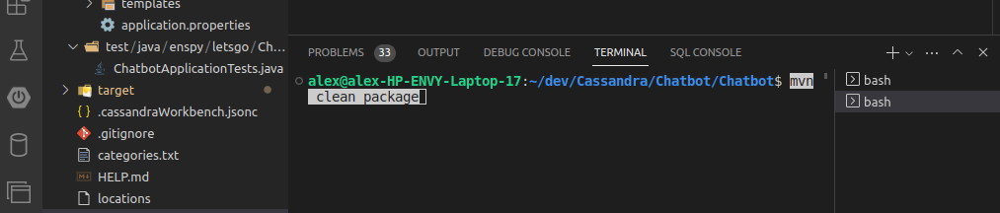 templates
application.properties
test/java/enspy/letsgo/Ch...
ChatbotApplicationTests.java
target
.cassandraWorkbench.jsonc
.gitignore
categories.txt
HELP.md
locations
PROBLEMS 33 OUTPUT DEBUG CONSOLE TERMINAL SQL CONSOLE
alex@alex-HP-ENVY-Laptop-17:~/dev/Cassandra/Chatbot/Chatbot$ mvn
clean package
bash
bash